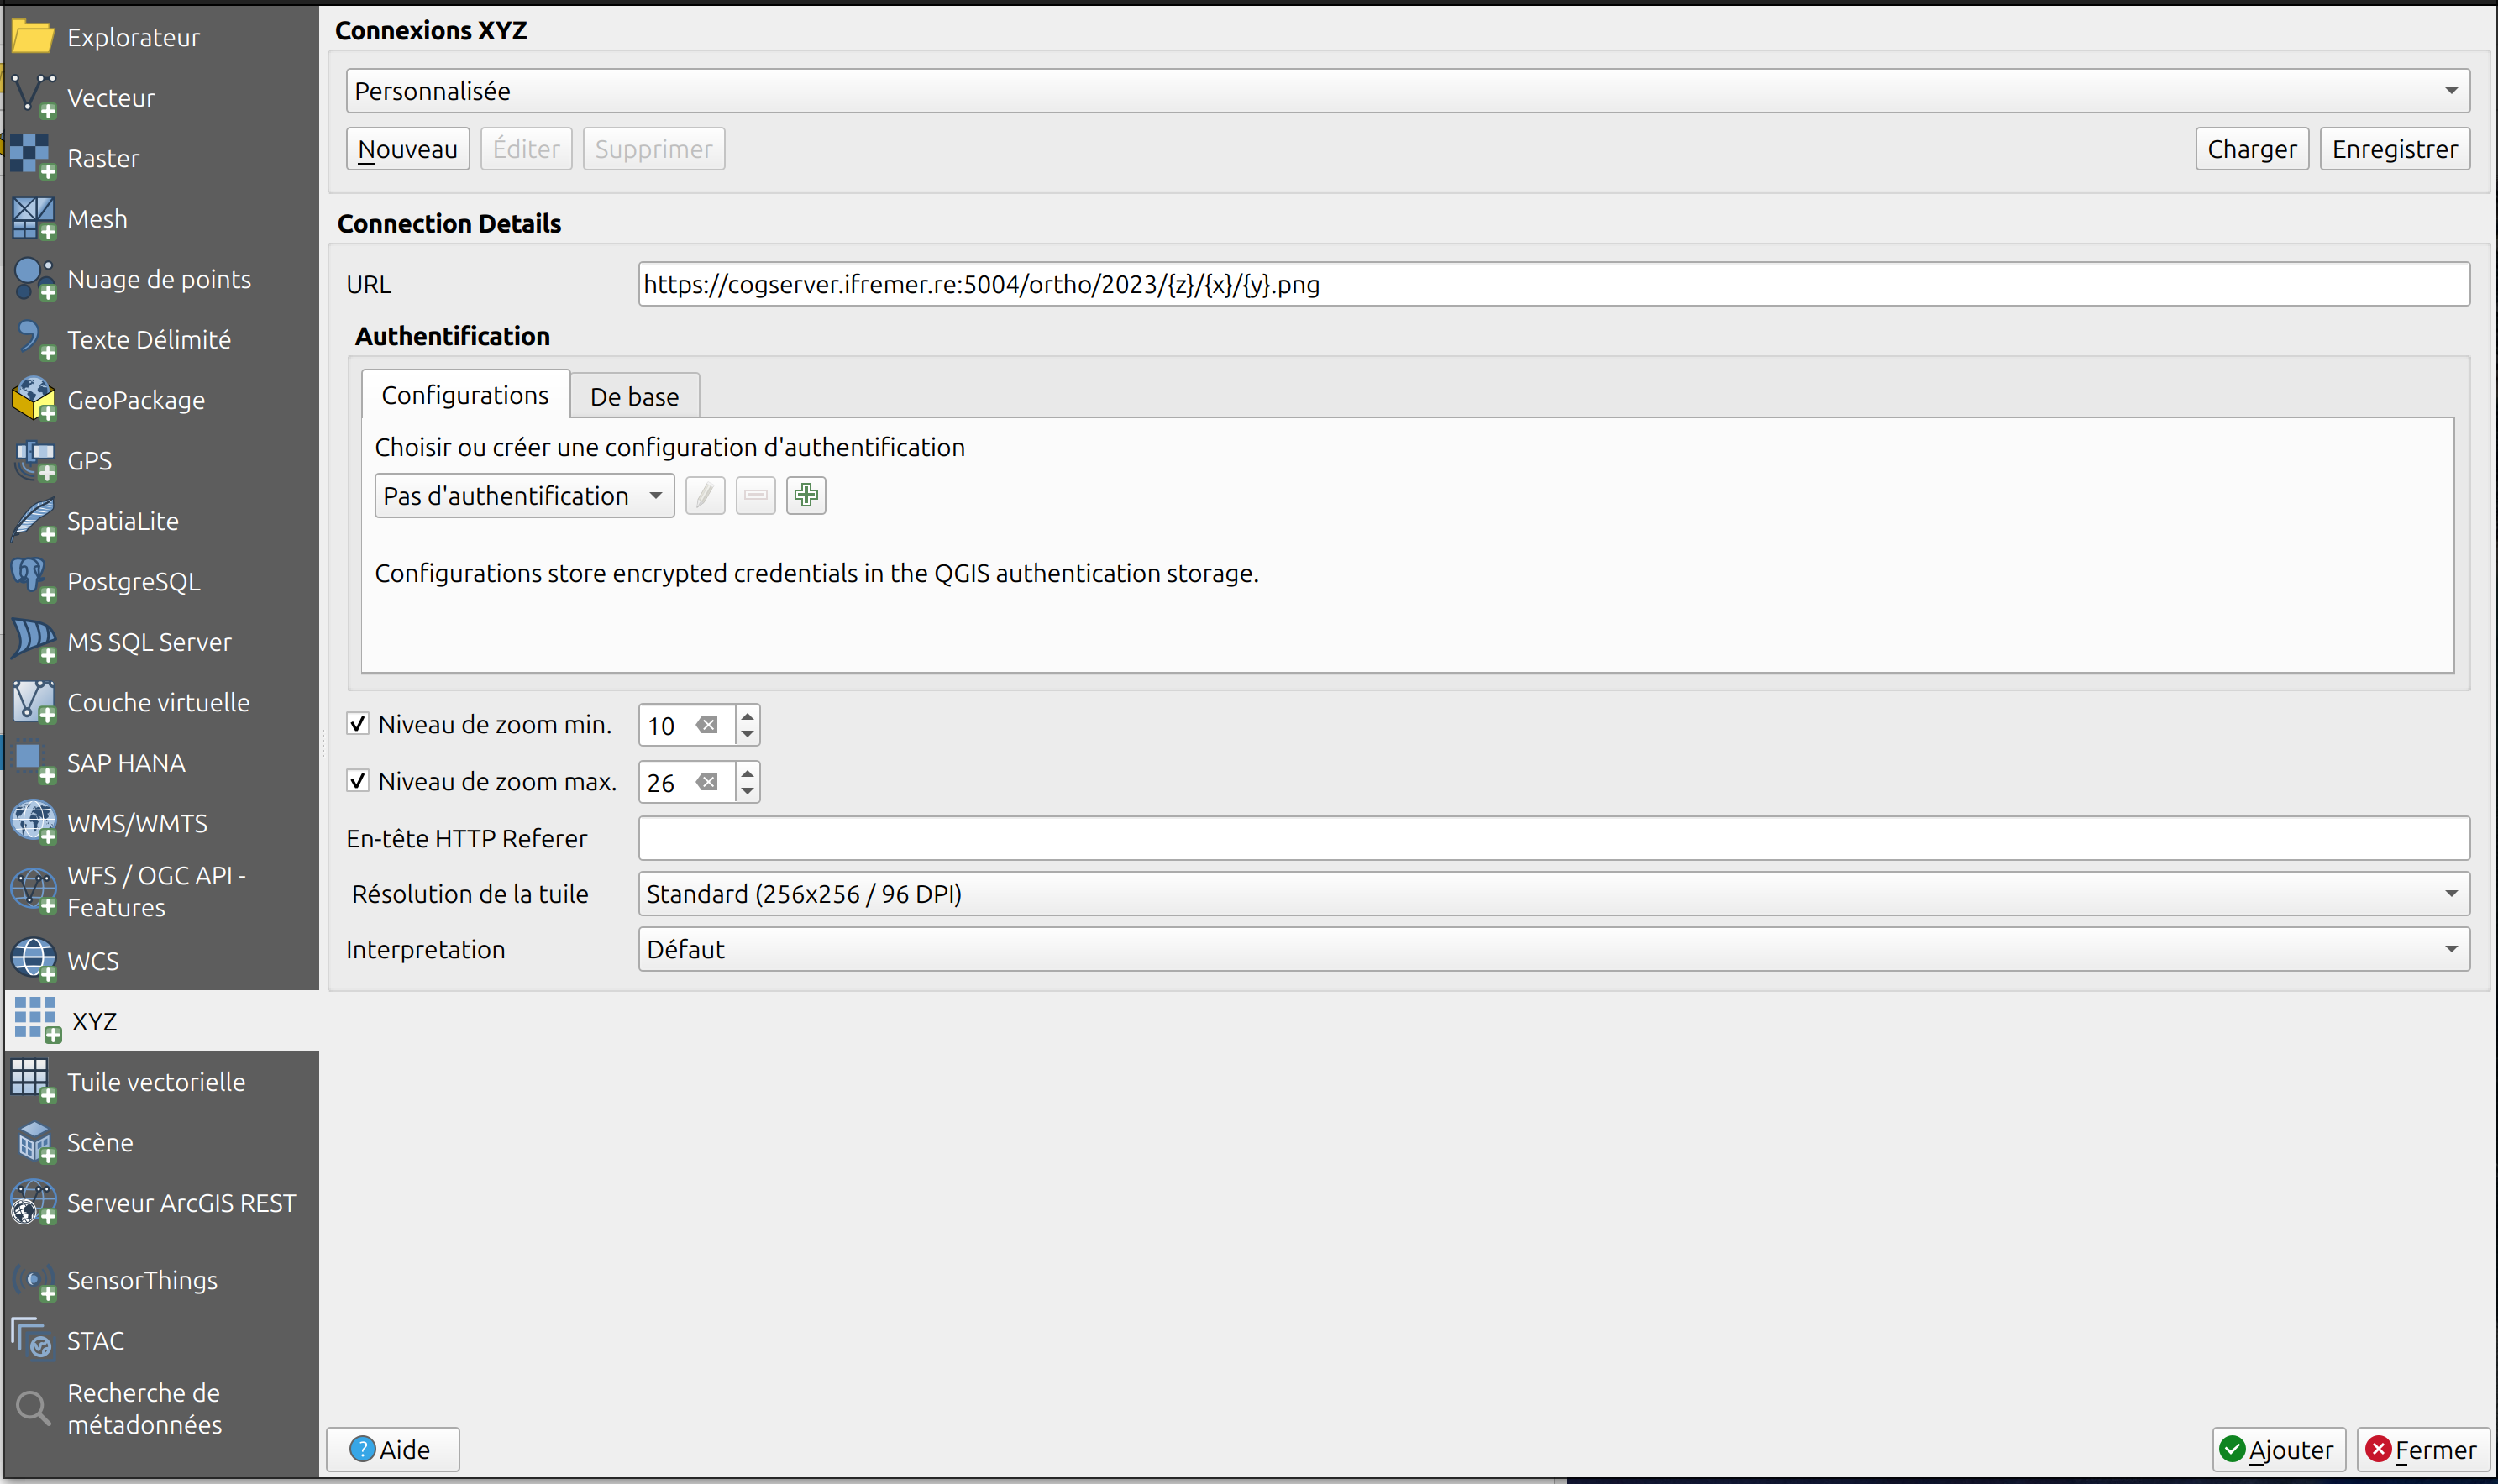 Explorateur
Vecteur
Raster
Mesh
Nuage de points
Texte Délimité
GeoPackage
GPS
SpatiaLite
PostgreSQL
MS SQL Server
Couche virtuelle
SAP HANA
WMS/WMTS
WFS / OGC API -
Features
WCS
XYZ
Tuile vectorielle
Scène
Serveur ArcGIS REST
SensorThings
STAC
Recherche de
métadonnées
Connexions XYZ
Personnalisée
Nouveau Éditer Supprimer Charger Enregistrer
Connection Details
URL https://cogserver.ifremer.re:5004/ortho/2023/{z}/{x}/{y}.png
Authentification
Configurations De base
Choisir ou créer une configuration d'authentification
Pas d'authentification
Configurations store encrypted credentials in the QGIS authentication storage.
Niveau de zoom min. 10
Niveau de zoom max. 26
En-tête HTTP Referer
Résolution de la tuile Standard (256x256 / 96 DPI)
Interpretation Défaut
Aide Ajouter Fermer